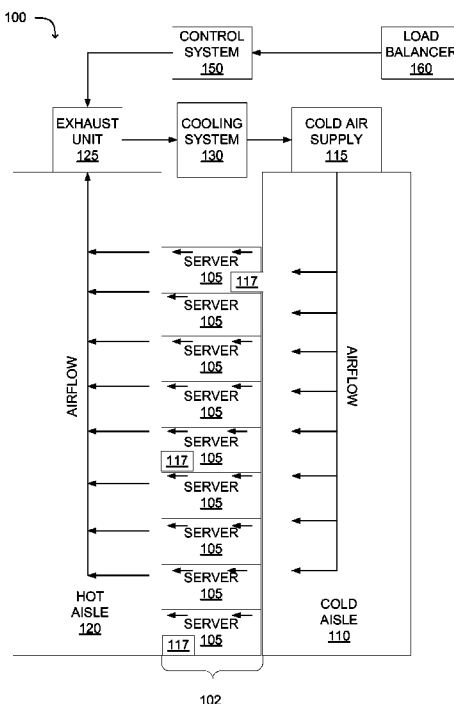 100
CONTROL
SYSTEM
150
LOAD
BALANCER
160
EXHAUST
UNIT
125
COOLING
SYSTEM
130
COLD AIR
SUPPLY
115
SERVER
105
117
SERVER
105
SERVER
105
SERVER
105
SERVER
105
117
SERVER
105
SERVER
105
SERVER
105
SERVER
105
117
AIRFLOW
AIRFLOW
HOT
AISLE
120
COLD
AISLE
110
102